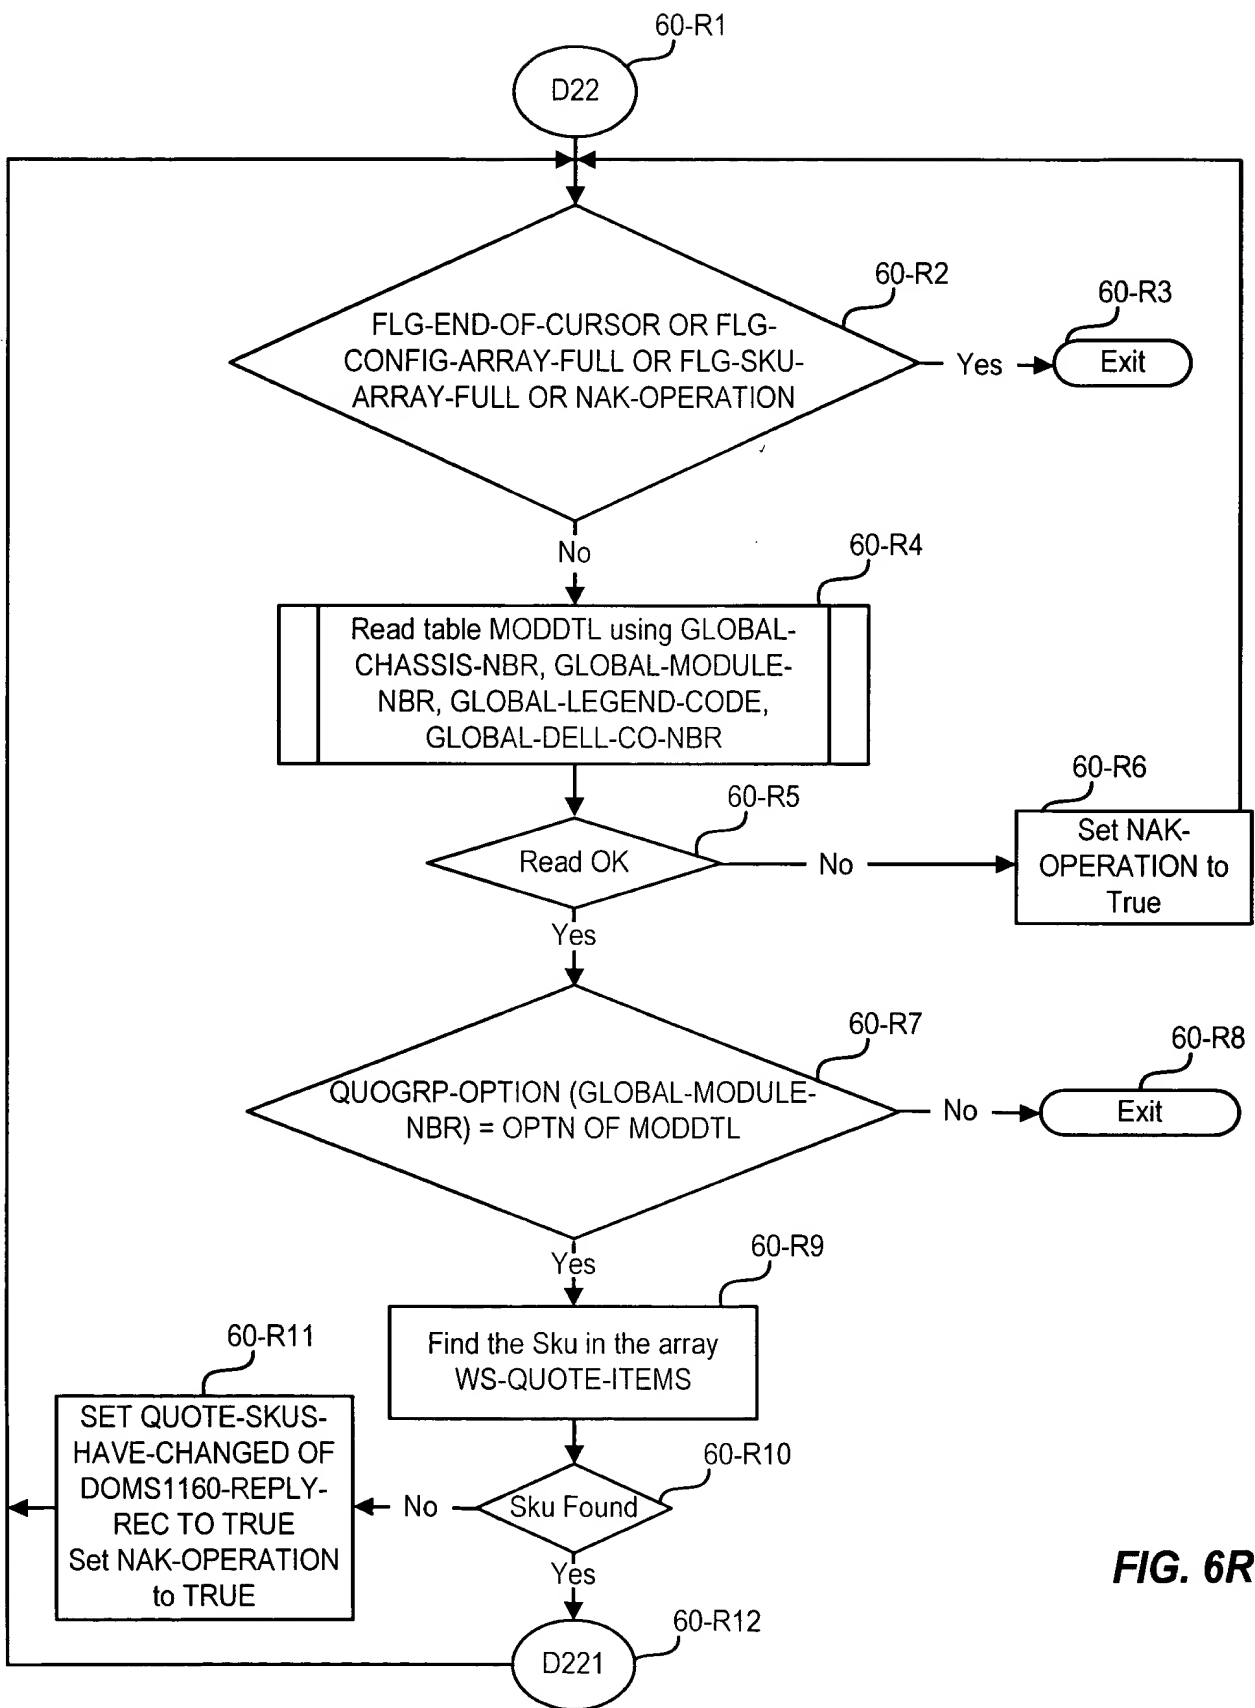 60-R1
D22
60-R2
60-R3
FLG-END-OF-CURSOR OR FLG-
CONFIG-ARRAY-FULL OR FLG-SKU-
ARRAY-FULL OR NAK-OPERATION
Yes
Exit
No
60-R4
Read table MODDTL using GLOBAL-
CHASSIS-NBR, GLOBAL-MODULE-
NBR, GLOBAL-LEGEND-CODE,
GLOBAL-DELL-CO-NBR
60-R5
60-R6
Read OK
No
Set NAK-
OPERATION to
True
Yes
60-R7
60-R8
QUOGRP-OPTION (GLOBAL-MODULE-
NBR) = OPTN OF MODDTL
No
Exit
Yes
60-R9
Find the Sku in the array
WS-QUOTE-ITEMS
60-R11
SET QUOTE-SKUS-
HAVE-CHANGED OF
DOMS1160-REPLY-
REC TO TRUE
Set NAK-OPERATION
to TRUE
60-R10
No
Sku Found
Yes
60-R12
D221
FIG. 6R